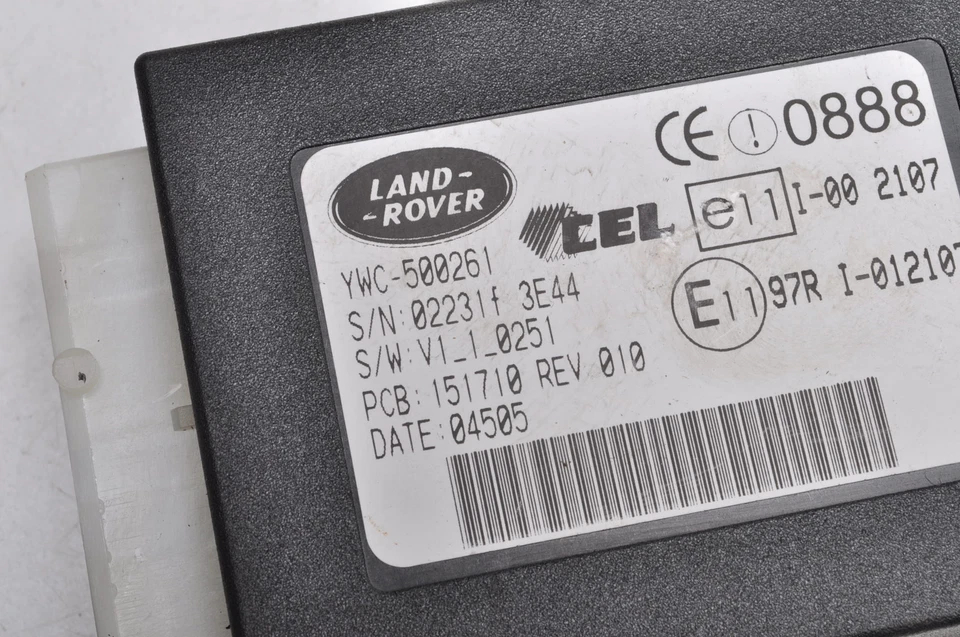 CE ! 0888
LAND-
-ROVER
TEL
e11 I-00 2107
YWC-500261
E11 97R I-012107
S/N:02231f 3E44
S/W:V1_1_0251
PCB:151710 REV 010
DATE:04505